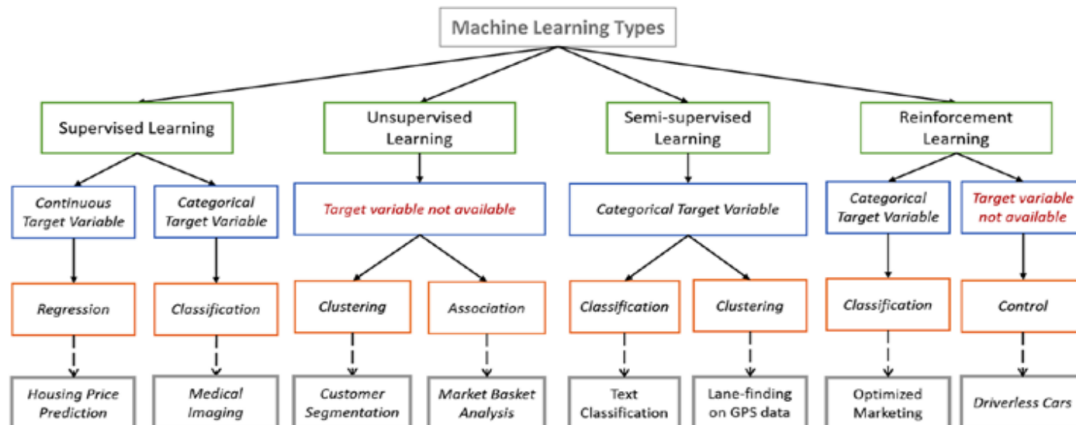 Machine Learning Types
Supervised Learning
Unsupervised
Learning
Semi-supervised
Learning
Reinforcement
Learning
Continuous
Target Variable
Categorical
Target Variable
Target variable not available
Categorical Target Variable
Categorical
Target Variable
Target variable
not available
Regression
Classification
Clustering
Association
Classification
Clustering
Classification
Control
Housing Price
Prediction
Medical
Imaging
Customer
Segmentation
Market Basket
Analysis
Text
Classification
Lane-finding
on GPS data
Optimized
Marketing
Driverless Cars